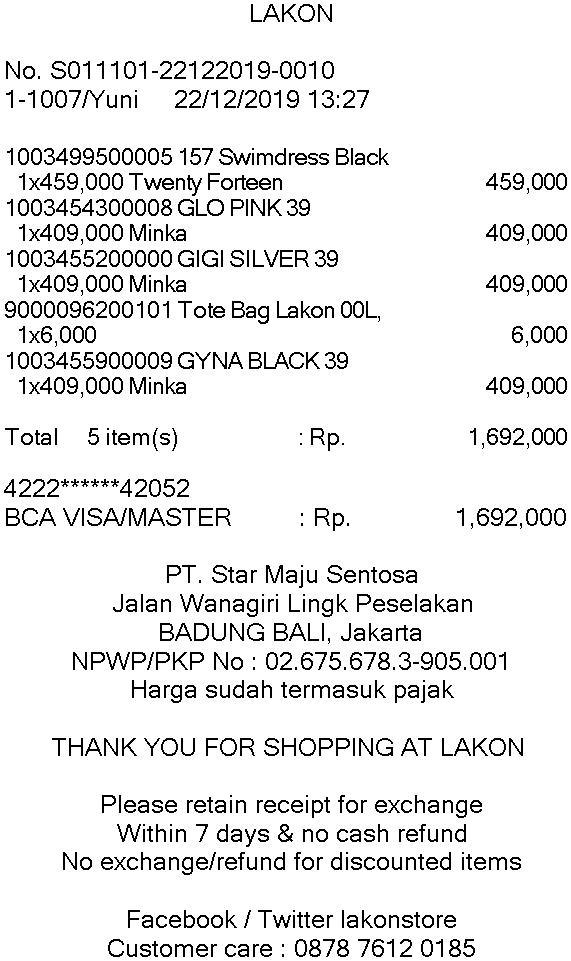 LAKON
No. S011101-22122019-0010
1-1007/Yuni 22/12/2019 13:27
1003499500005 157 Swimdress Black
1x459,000 Twenty Forteen 459,000
1003454300008 GLO PINK 39
1x409,000 Minka 409,000
1003455200000 GIGI SILVER 39
1x409,000 Minka 409,000
9000096200101 Tote Bag Lakon 00L,
1x6,000 6,000
1003455900009 GYNA BLACK 39
1x409,000 Minka 409,000
Total 5 item(s) : Rp. 1,692,000
4222******42052
BCA VISA/MASTER : Rp. 1,692,000
PT. Star Maju Sentosa
Jalan Wanagiri Lingk Peselakan
BADUNG BALI, Jakarta
NPWP/PKP No : 02.675.678.3-905.001
Harga sudah termasuk pajak
THANK YOU FOR SHOPPING AT LAKON
Please retain receipt for exchange
Within 7 days & no cash refund
No exchange/refund for discounted items
Facebook / Twitter lakonstore
Customer care : 0878 7612 0185